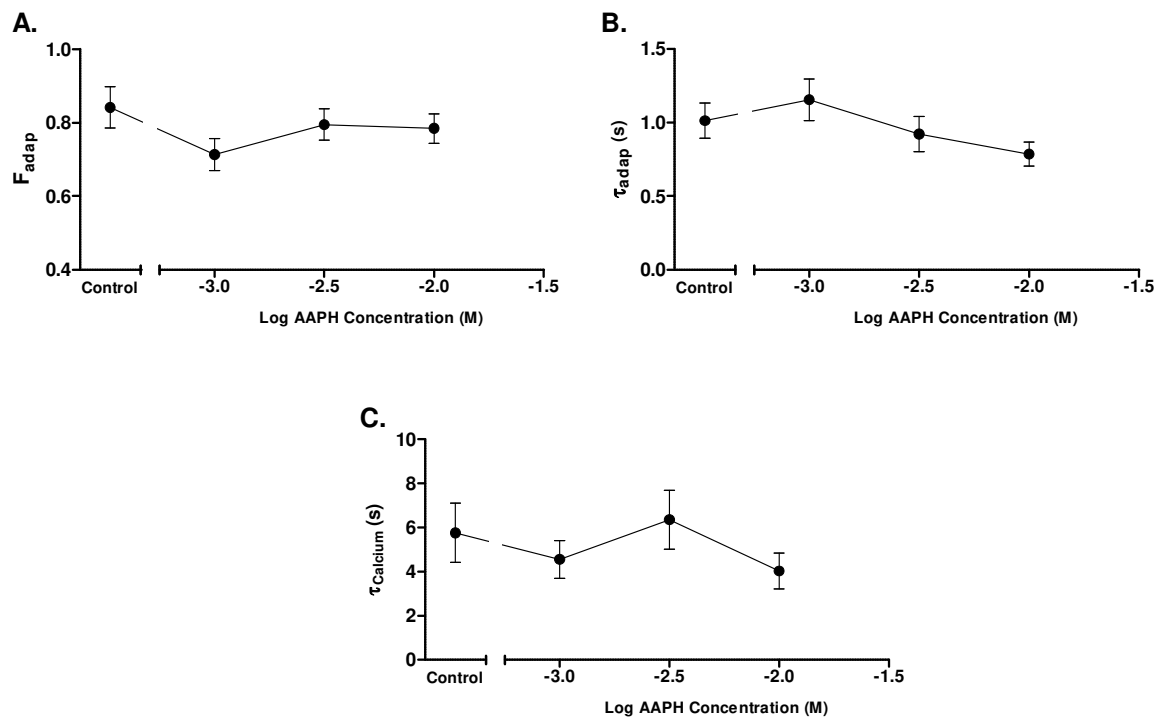 A.
1.0
0.8
0.6
0.4
F adap
Control -3.0 -2.5 -2.0 -1.5
Log AAPH Concentration (M)
B.
1.5
1.0
0.5
0.0
τ adap (s)
Control -3.0 -2.5 -2.0 -1.5
Log AAPH Concentration (M)
C.
10
8
6
4
2
0
τ Calcium (s)
Control -3.0 -2.5 -2.0 -1.5
Log AAPH Concentration (M)